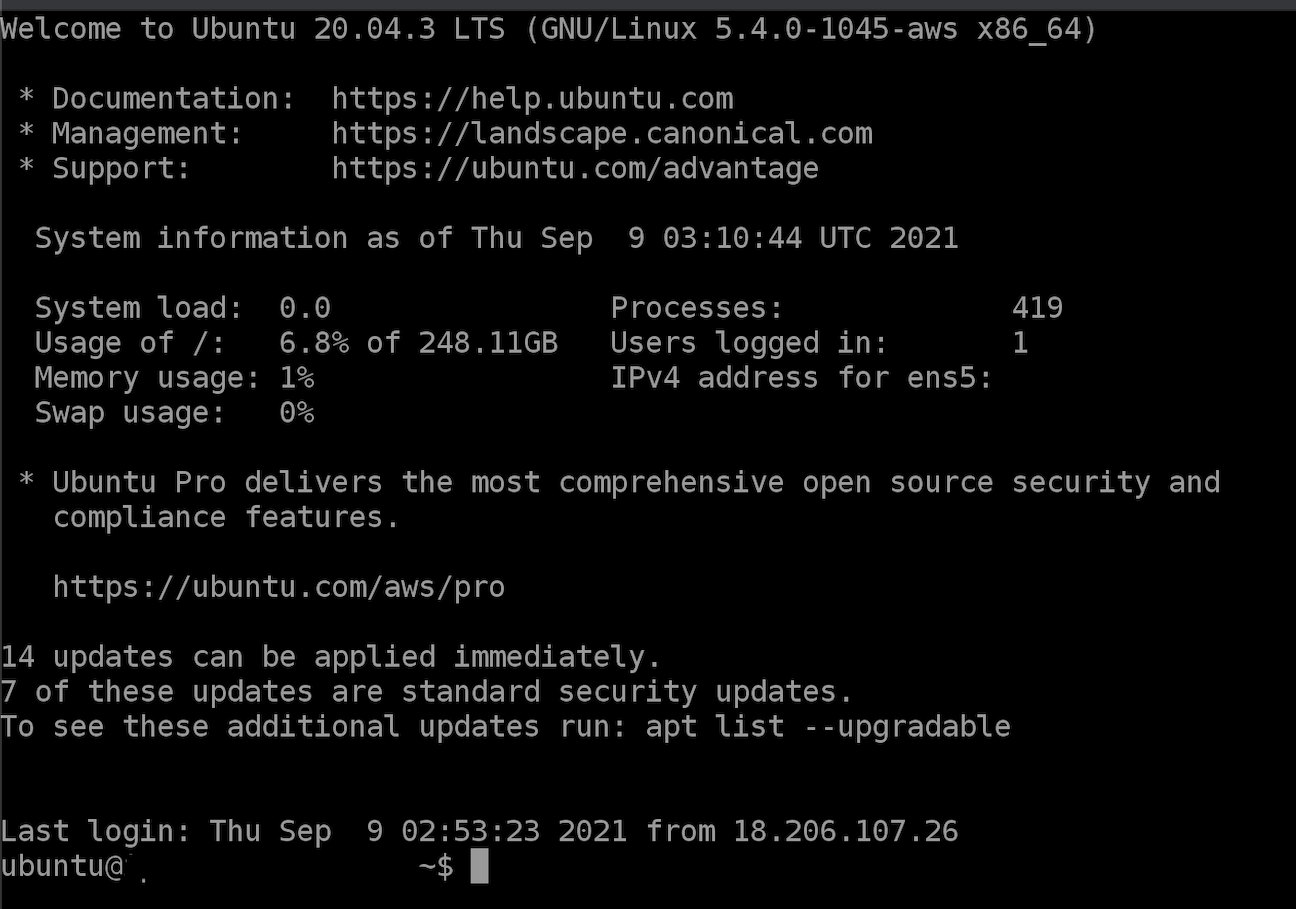 Welcome to Ubuntu 20.04.3 LTS (GNU/Linux 5.4.0-1045-aws x86_64)
* Documentation: https://help.ubuntu.com
* Management: https://landscape.canonical.com
* Support: https://ubuntu.com/advantage
System information as of Thu Sep 9 03:10:44 UTC 2021
System load: 0.0 Processes: 419
Usage of /: 6.8% of 248.11GB Users logged in: 1
Memory usage: 1% IPv4 address for ens5:
Swap usage: 0%
* Ubuntu Pro delivers the most comprehensive open source security and
compliance features.
https://ubuntu.com/aws/pro
14 updates can be applied immediately.
7 of these updates are standard security updates.
To see these additional updates run: apt list --upgradable
Last login: Thu Sep 9 02:53:23 2021 from 18.206.107.26
ubuntu@ ~$